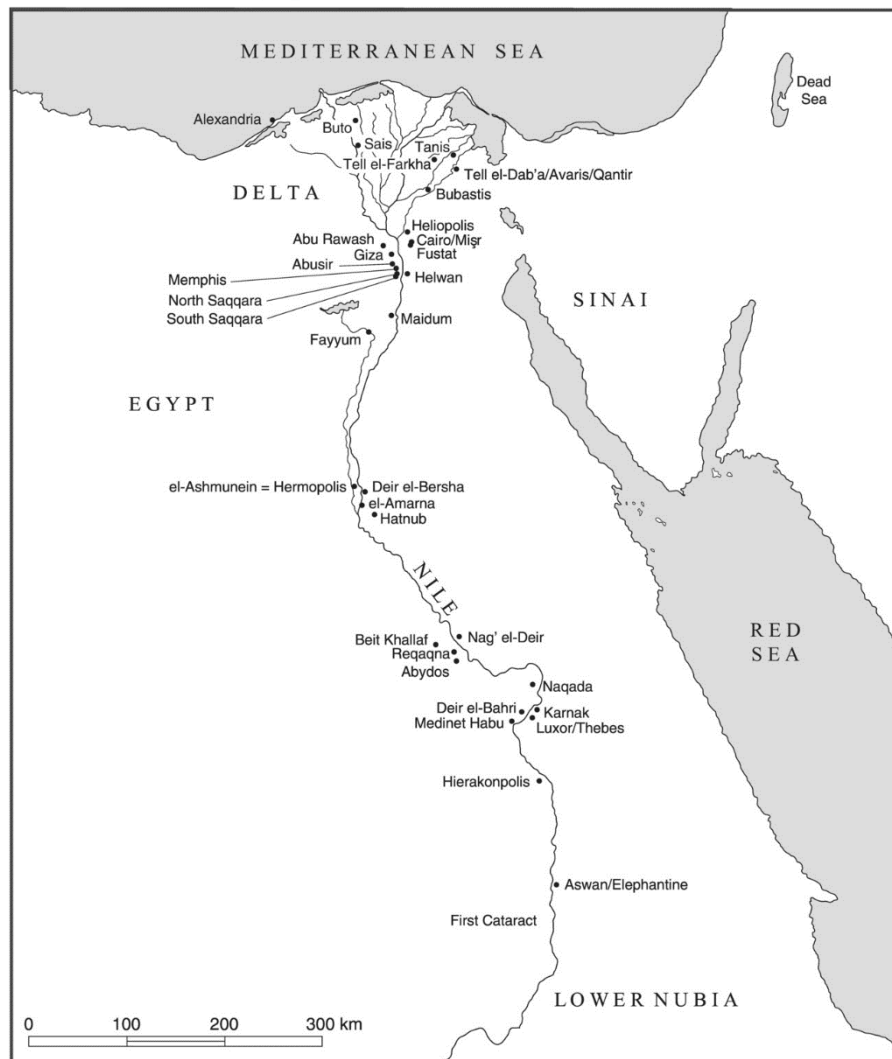 MEDITERRANEAN SEA
Dead
Sea
Alexandria
Buto
Sais
Tanis
Tell el-Farkha
Tell el-Dab'a/Avaris/Qantir
DELTA
Bubastis
Heliopolis
Abu Rawash
Cairo/Miṣr
Giza
Fustat
Abusir
Memphis
Helwan
North Saqqara
SINAI
South Saqqara
Maidum
Fayyum
EGYPT
el-Ashmunein = Hermopolis
Deir el-Bersha
el-Amarna
Hatnub
NILE
Nag' el-Deir
Beit Khallaf
Reqaqna
Abydos
RED
SEA
Naqada
Deir el-Bahri
Karnak
Medinet Habu
Luxor/Thebes
Hierakonpolis
Aswan/Elephantine
First Cataract
LOWER NUBIA
0 100 200 300 km